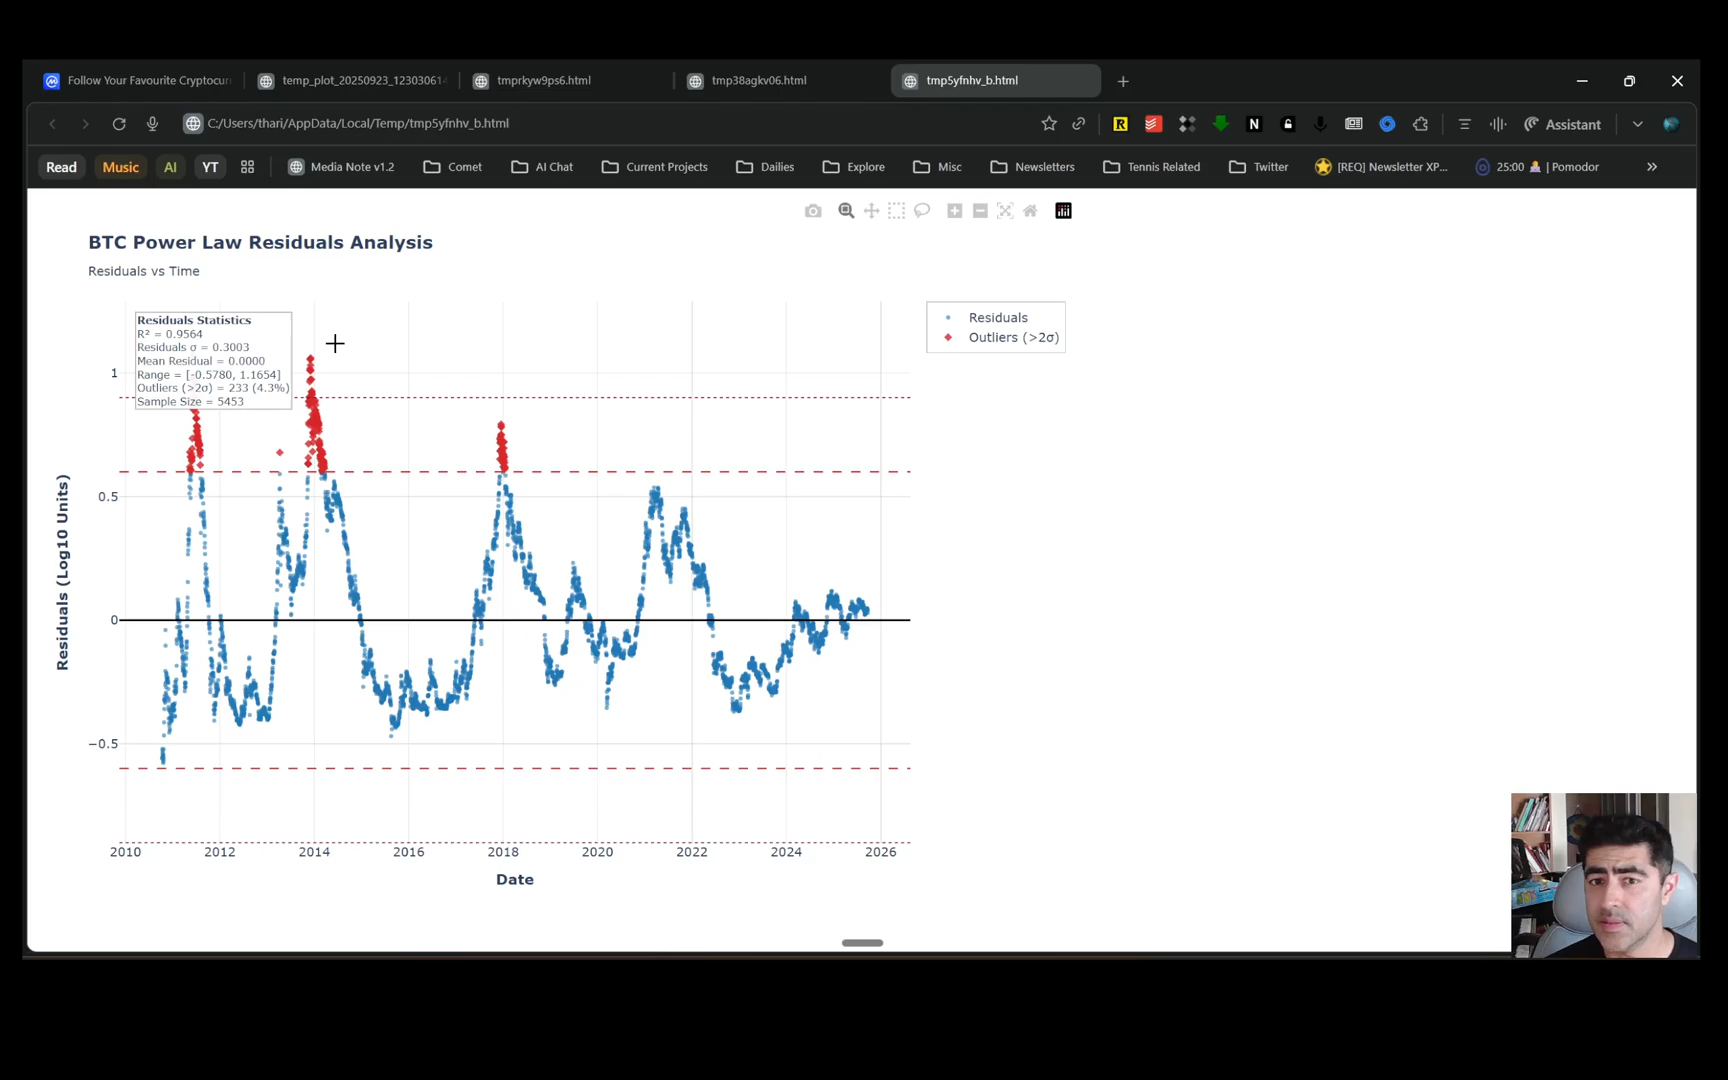 Follow Your Favourite Cryptocur
temp_plot_20250923_12303061
tmprkyw9ps6.html
tmp38agkv06.html
tmp5yfnhv_b.html
C:/Users/thari/AppData/Local/Temp/tmp5yfnhv_b.html
Assistant
Read
Music
AI
YT
Media Note v1.2
Comet
AI Chat
Current Projects
Dailies
Explore
Misc
Newsletters
Tennis Related
Twitter
[REQ] Newsletter XP...
25:00 | Pomodor
BTC Power Law Residuals Analysis
Residuals vs Time
Residuals Statistics
R² = 0.9564
Residuals σ = 0.3003
Mean Residual = 0.0000
Range = [-0.5780, 1.1654]
Outliers (>2σ) = 233 (4.3%)
Sample Size = 5453
Residuals
Outliers (>2σ)
1
0.5
0
−0.5
Residuals (Log10 Units)
2010
2012
2014
2016
2018
2020
2022
2024
2026
Date